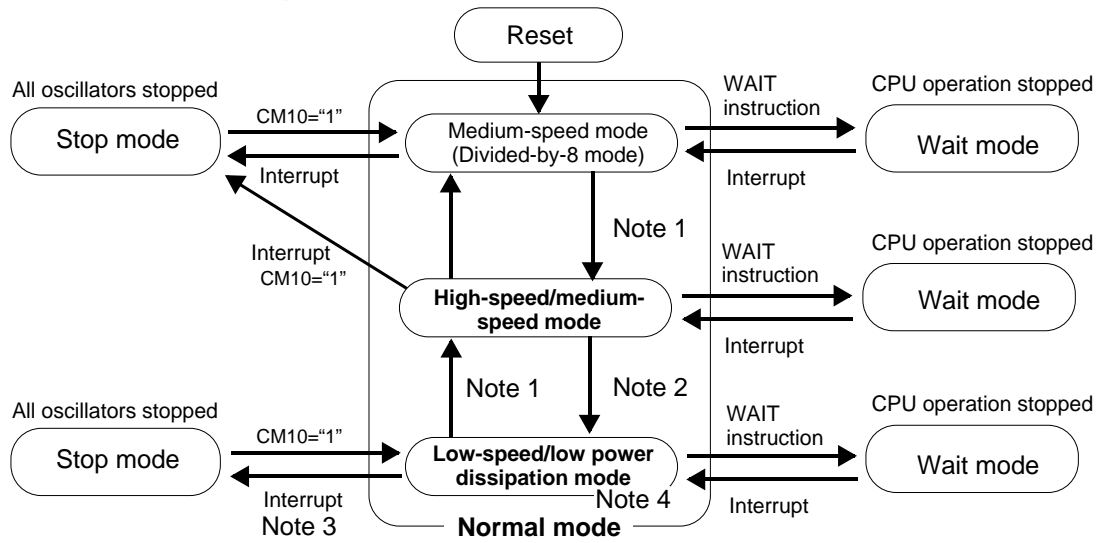 Reset
All oscillators stopped
Stop mode
CM10=“1”
Interrupt
Medium-speed mode
(Divided-by-8 mode)
WAIT
instruction
Interrupt
CPU operation stopped
Wait mode
Note 1
Interrupt
CM10=“1”
High-speed/medium-
speed mode
WAIT
instruction
Interrupt
CPU operation stopped
Wait mode
Note 1
Note 2
All oscillators stopped
Stop mode
CM10=“1”
Interrupt
Note 3
Low-speed/low power
dissipation mode
Note 4
WAIT
instruction
Interrupt
CPU operation stopped
Wait mode
Normal mode